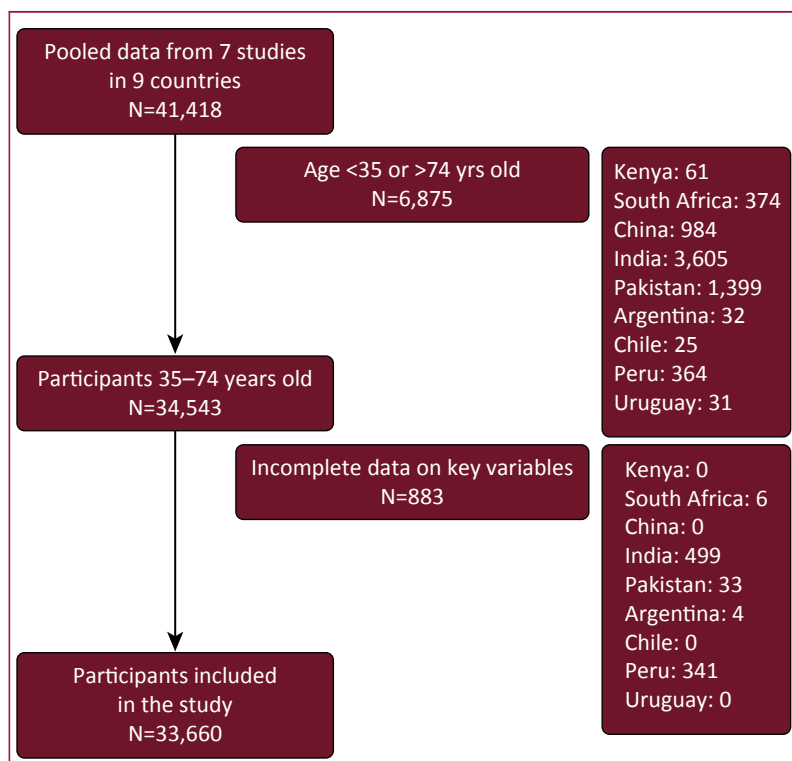 Pooled data from 7 studies
in 9 countries
N=41,418
Age <35 or >74 yrs old
N=6,875
Kenya: 61
South Africa: 374
China: 984
India: 3,605
Pakistan: 1,399
Argentina: 32
Chile: 25
Peru: 364
Uruguay: 31
Participants 35–74 years old
N=34,543
Incomplete data on key variables
N=883
Kenya: 0
South Africa: 6
China: 0
India: 499
Pakistan: 33
Argentina: 4
Chile: 0
Peru: 341
Uruguay: 0
Participants included
in the study
N=33,660